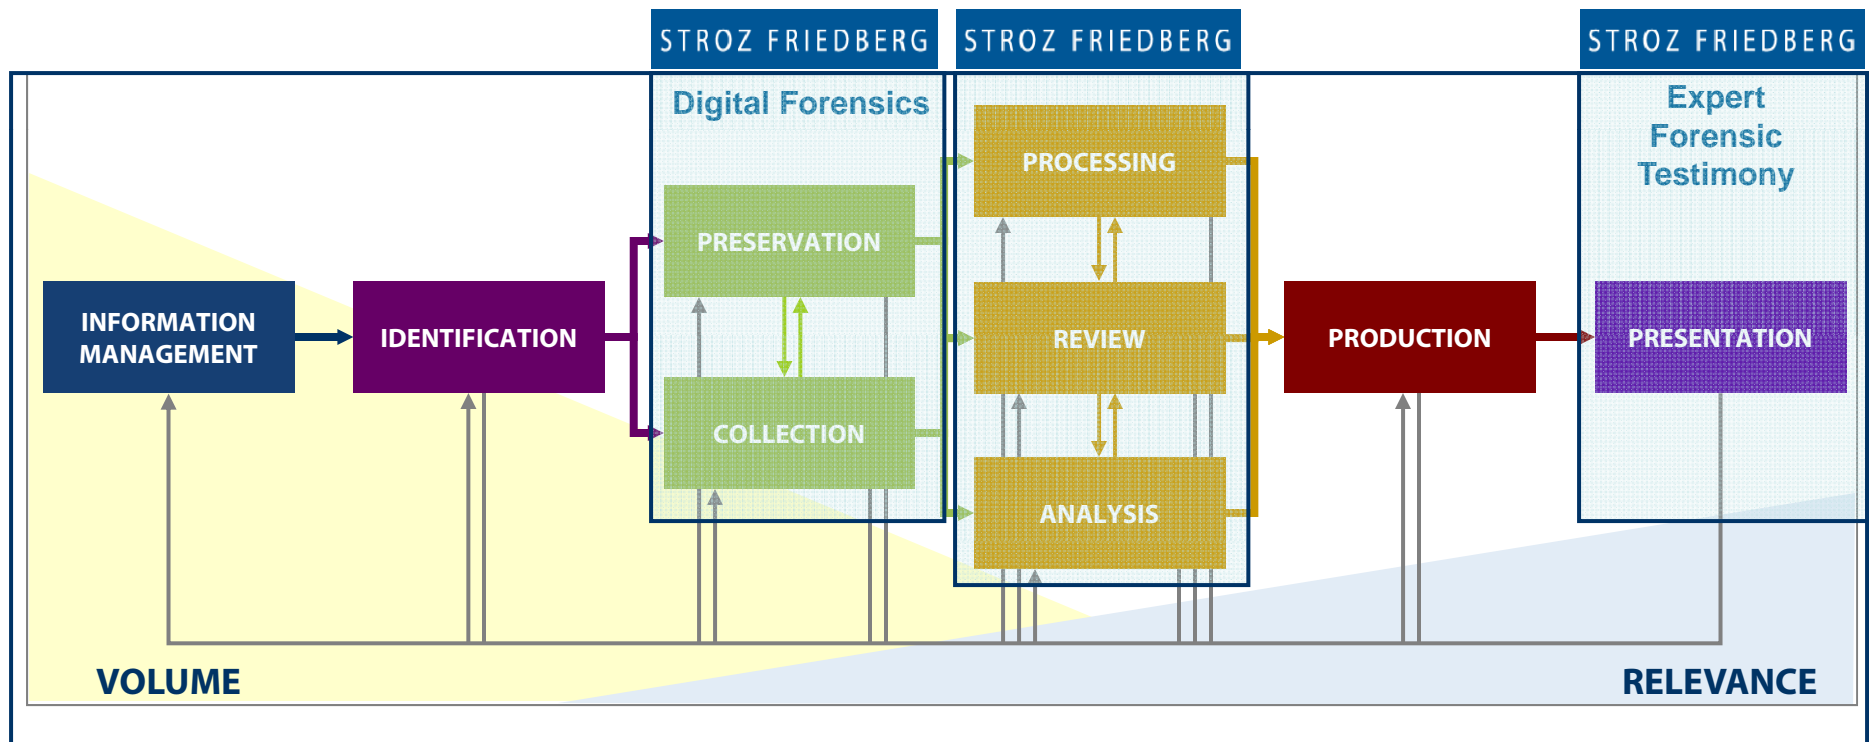 STROZ FRIEDBERG
STROZ FRIEDBERG
STROZ FRIEDBERG
Digital Forensics
Expert
Forensic
Testimony
INFORMATION
MANAGEMENT
IDENTIFICATION
PRESERVATION
COLLECTION
PROCESSING
REVIEW
ANALYSIS
PRODUCTION
PRESENTATION
VOLUME
RELEVANCE